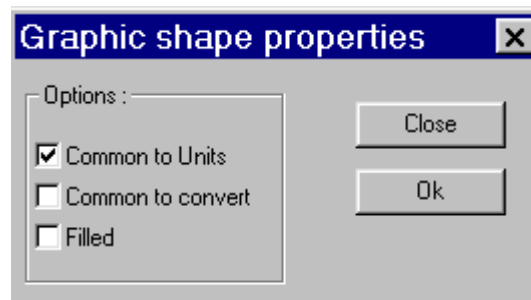 Graphic shape properties
Options :
Common to Units
Common to convert
Filled
Close
Ok